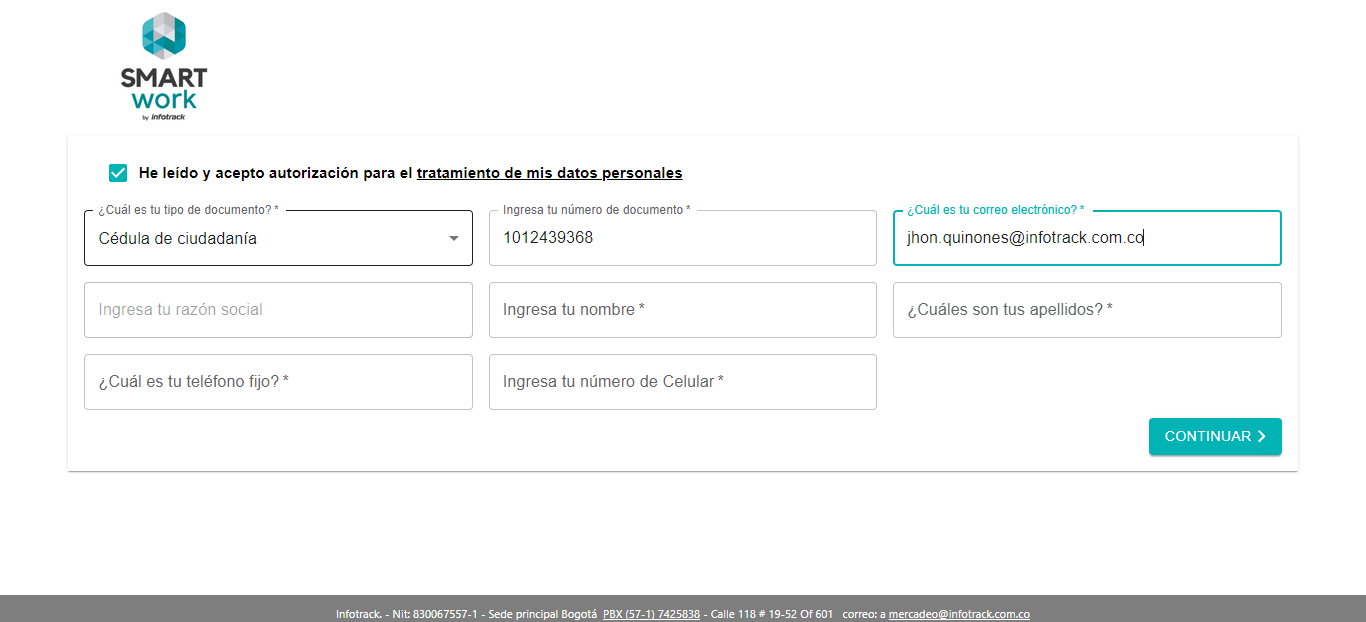 SMART
work
by infotrack
He leído y acepto autorización para el tratamiento de mis datos personales
¿Cuál es tu tipo de documento? *
Cédula de ciudadanía
Ingresa tu número de documento *
1012439368
¿Cuál es tu correo electrónico? *
jhon.quinones@infotrack.com.co
Ingresa tu razón social
Ingresa tu nombre *
¿Cuáles son tus apellidos? *
¿Cuál es tu teléfono fijo? *
Ingresa tu número de Celular *
CONTINUAR
Infotrack. - Nit: 830067557-1 - Sede principal Bogotá PBX (57-1) 7425838 - Calle 118 # 19-52 Of 601 correo: a mercadeo@infotrack.com.co